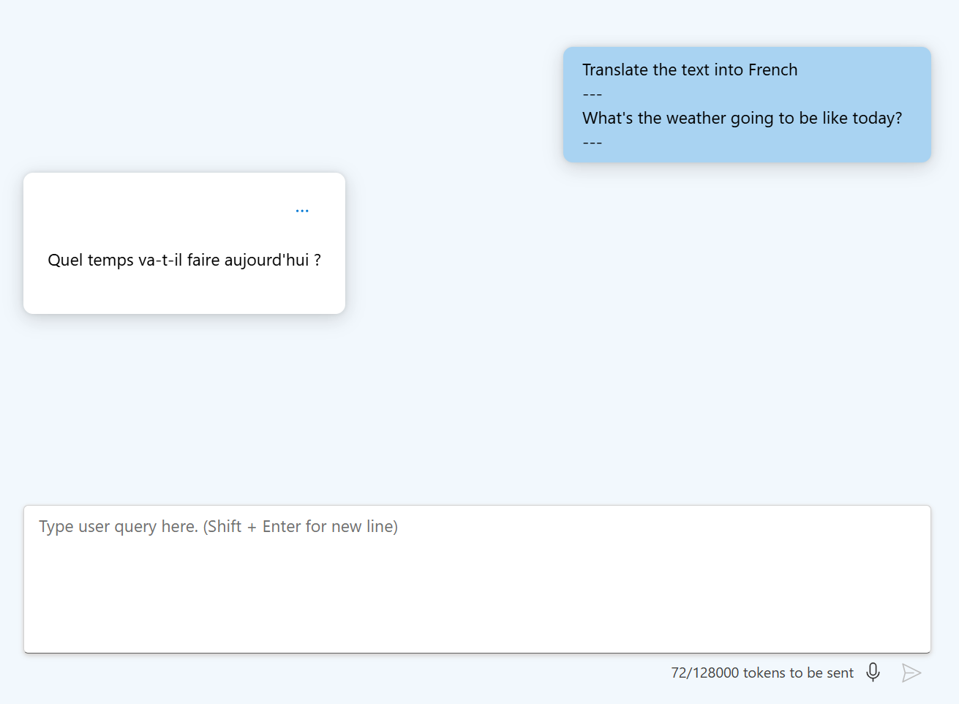 Translate the text into French
---
What's the weather going to be like today?
---
...
Quel temps va-t-il faire aujourd'hui ?
Type user query here. (Shift + Enter for new line)
72/128000 tokens to be sent